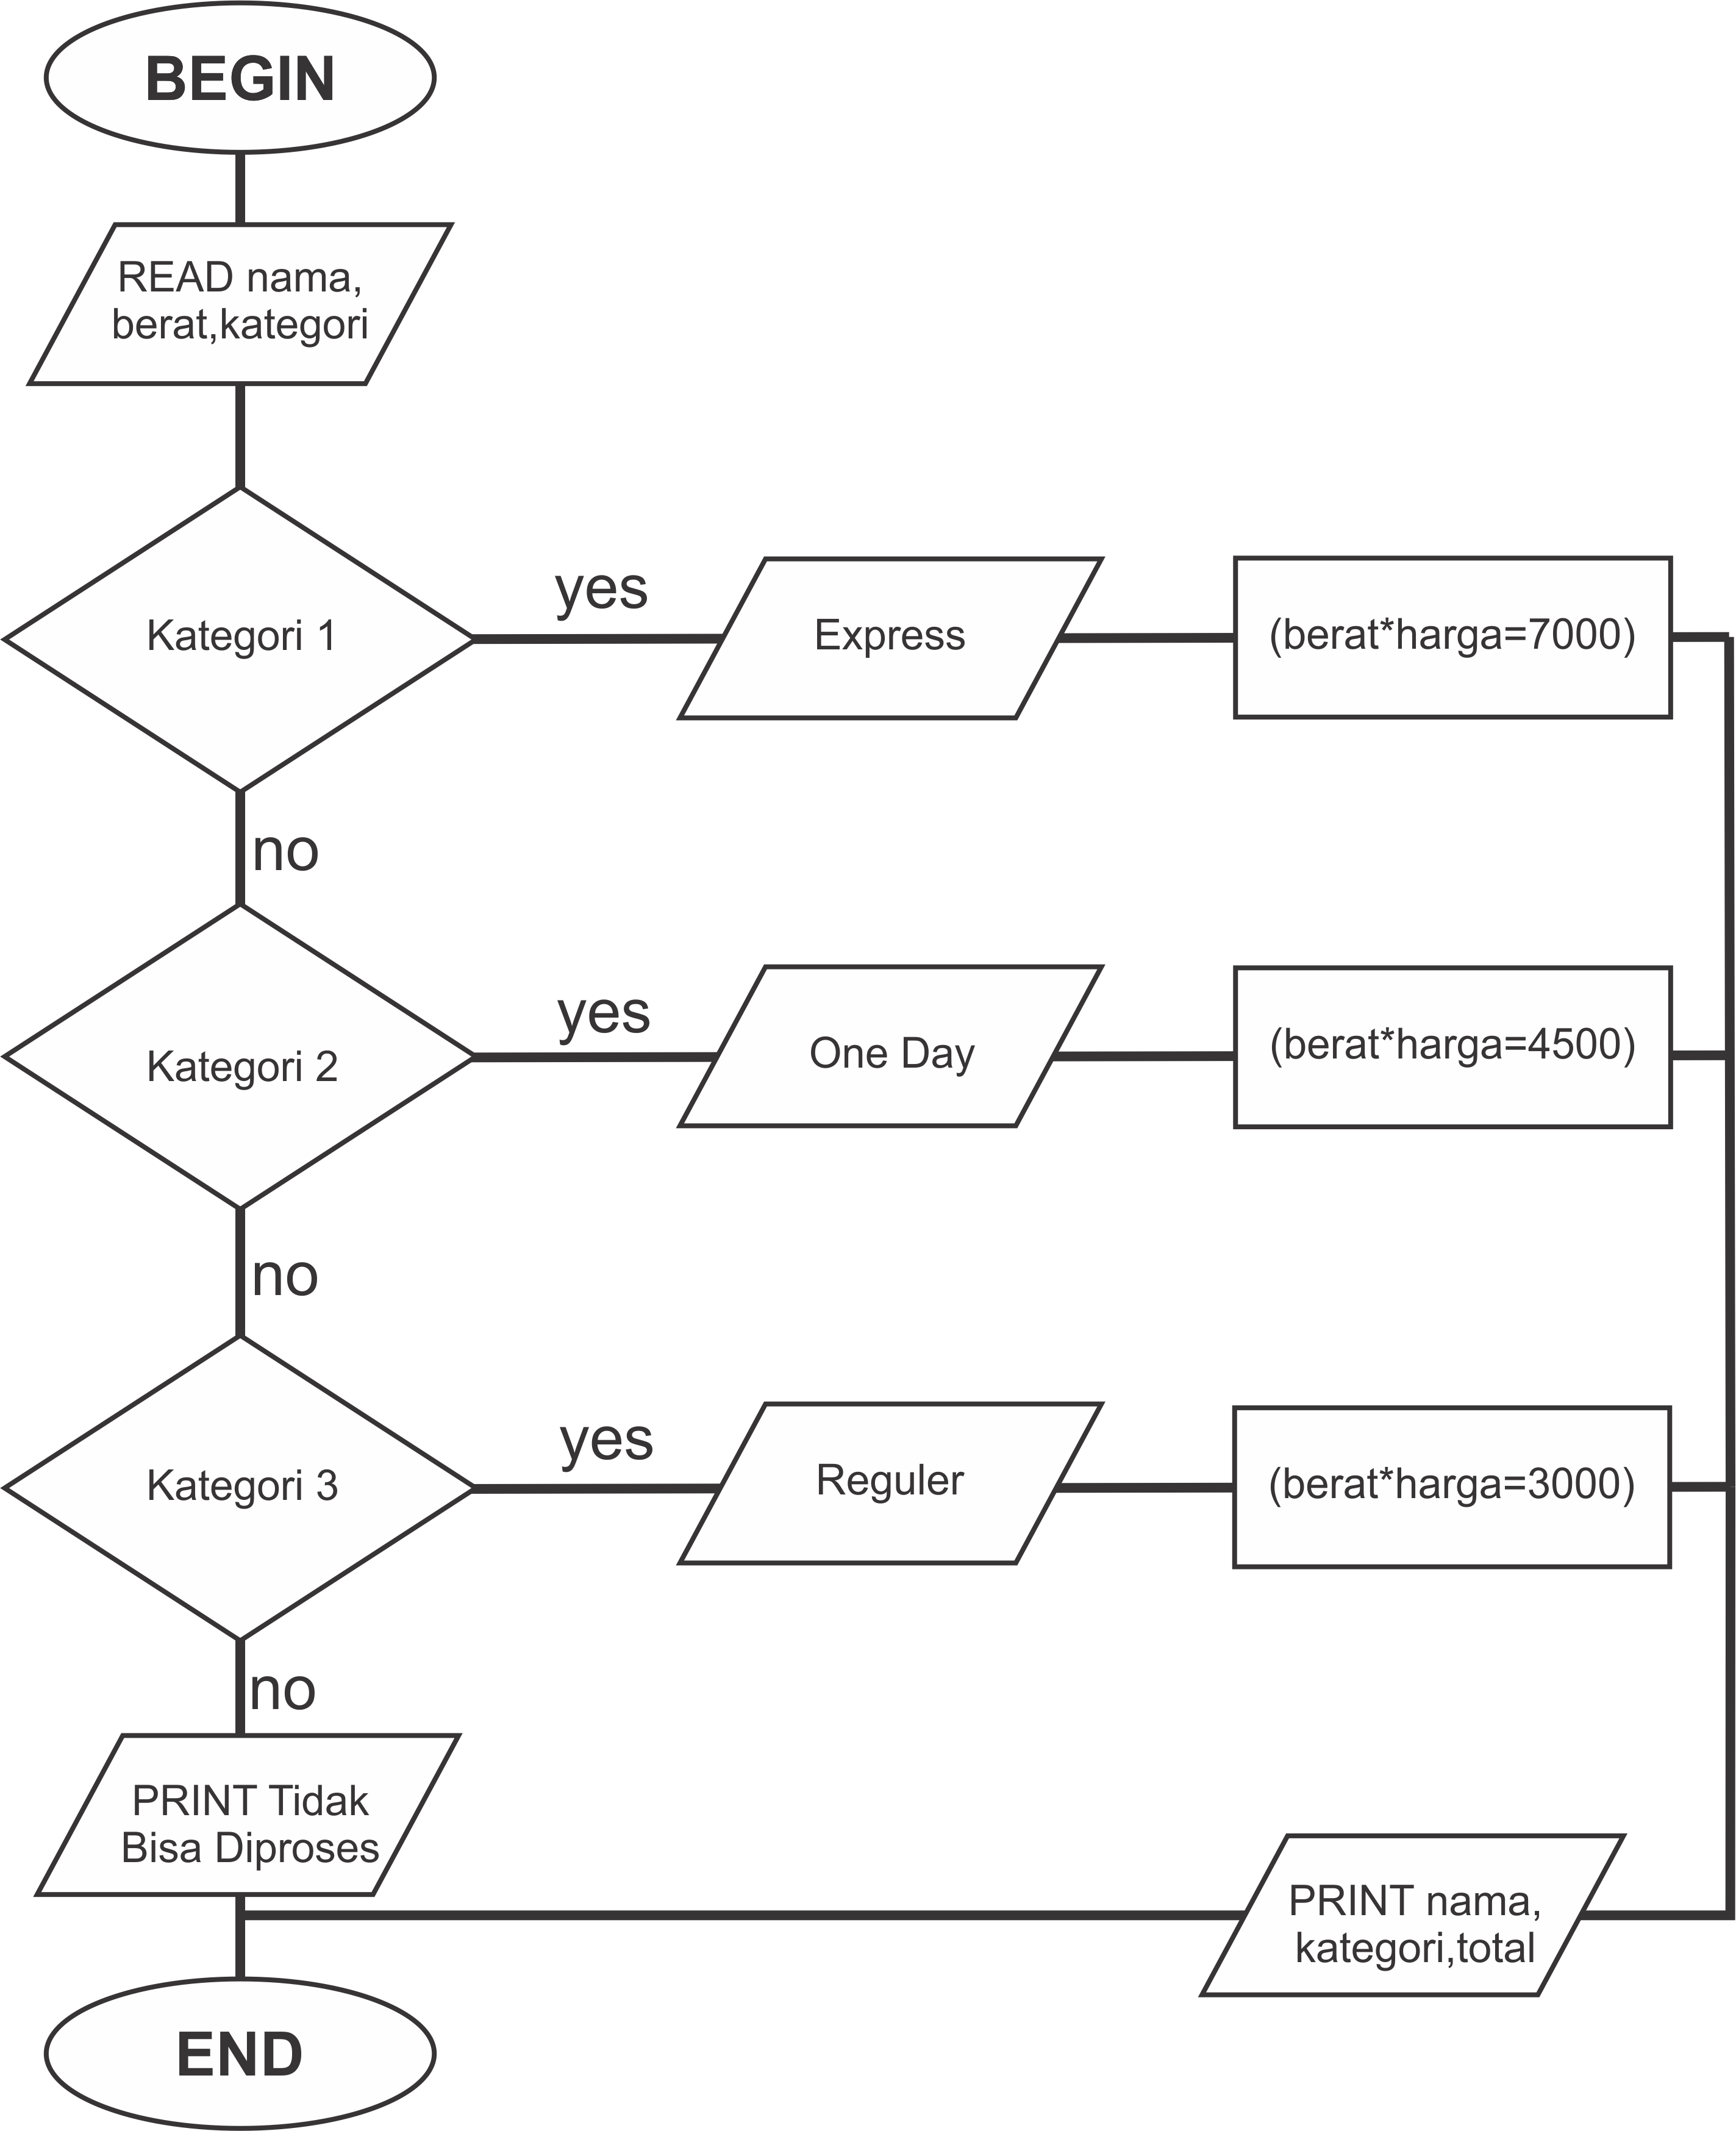 BEGIN
READ nama,
berat,kategori
Kategori 1
yes
Express
(berat*harga=7000)
no
Kategori 2
yes
One Day
(berat*harga=4500)
no
Kategori 3
yes
Reguler
(berat*harga=3000)
no
PRINT Tidak
Bisa Diproses
PRINT nama,
kategori,total
END